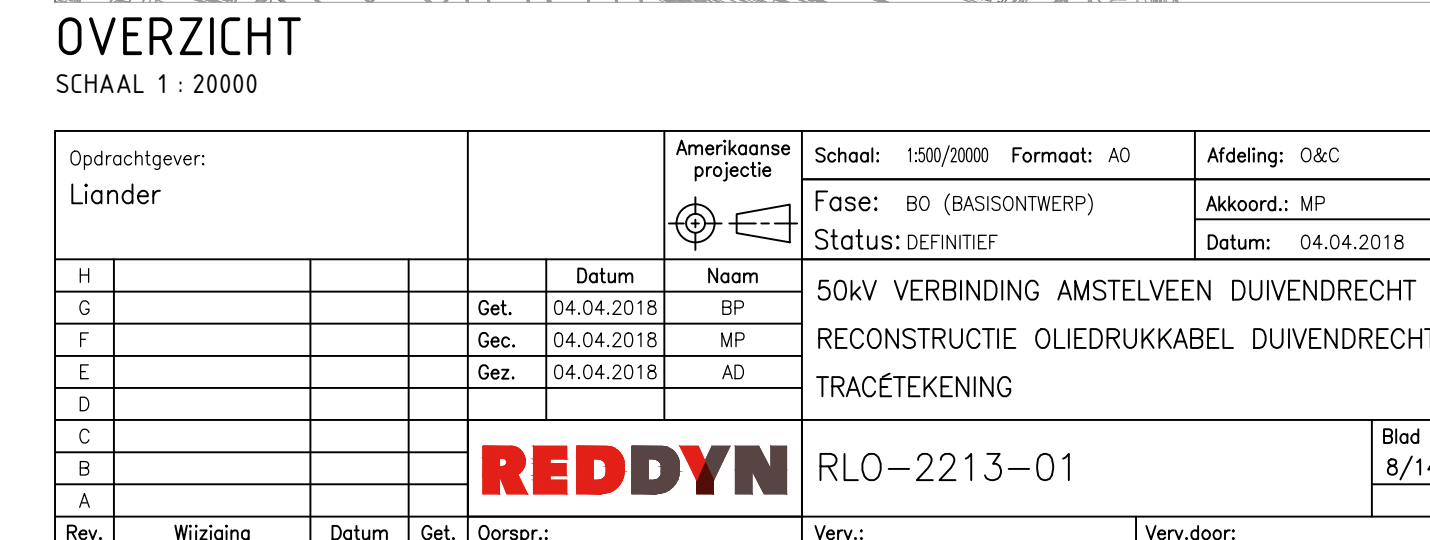 OVERZICHT
SCHAAL 1 : 20000
Opdrachtgever:
Liander
Amerikaanse
projectie
Schaal: 1:500/20000 Formaat: A0
Afdeling: O&C
Fase: BO (BASISONTWERP)
Status: DEFINITIEF
Akkoord.: MP
Datum: 04.04.2018
H Datum Naam
G Get. 04.04.2018 BP
F Gec. 04.04.2018 MP
E Gez. 04.04.2018 AD
D
C
B
A
50kV VERBINDING AMSTELVEEN DUIVENDRECHT
RECONSTRUCTIE OLIEDRUKKABEL DUIVENDRECHT
TRACÉTEKENING
REDDYN
RLO-2213-01
Blad
8/14
Rev. Wijziging Datum Get. Oorspr.: Verv.: Verv.door: